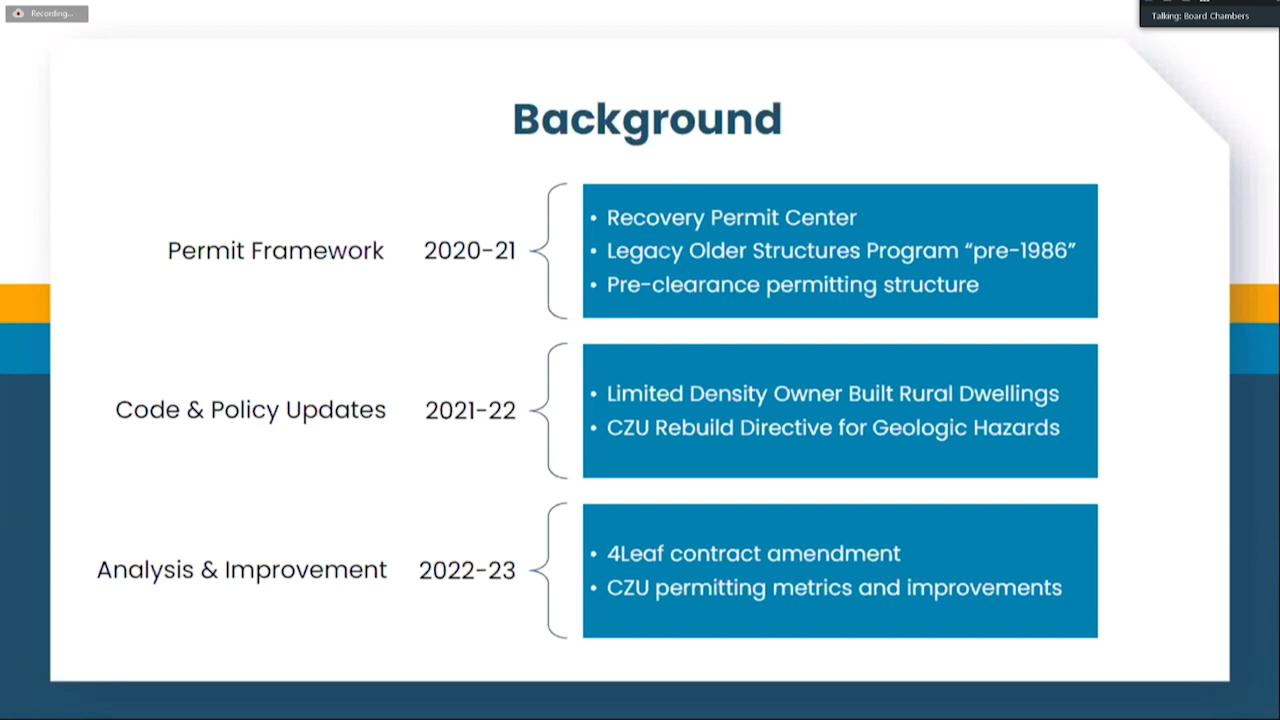 Recording...
Talking: Board Chambers
Background
Permit Framework 2020-21
• Recovery Permit Center
• Legacy Older Structures Program “pre-1986”
• Pre-clearance permitting structure
Code & Policy Updates 2021-22
• Limited Density Owner Built Rural Dwellings
• CZU Rebuild Directive for Geologic Hazards
Analysis & Improvement 2022-23
• 4Leaf contract amendment
• CZU permitting metrics and improvements